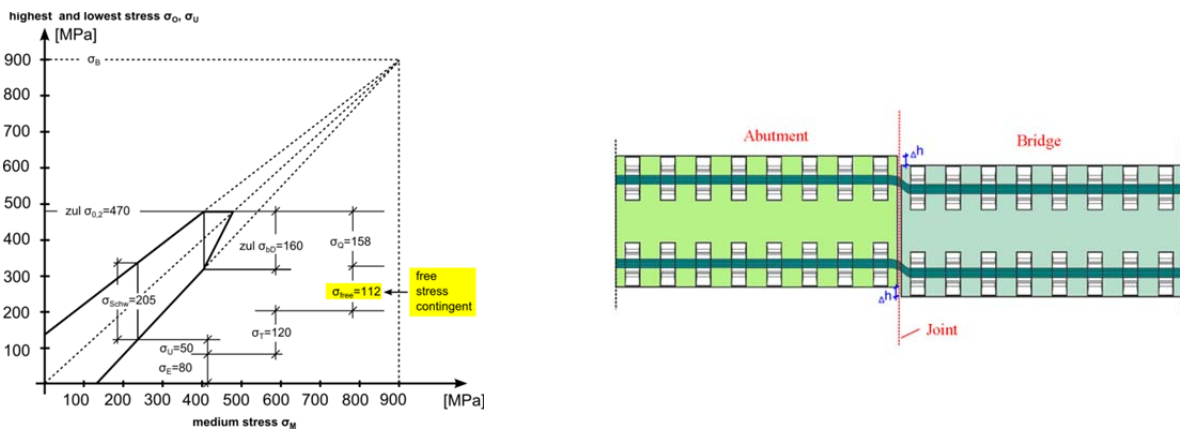 highest and lowest stress σO, σU
[MPa]
900
σB
800
700
600
500
zul σ0,2=470
400
zul σbD=160
σQ=158
300
σSchw=205
σfree=112
free
stress
contingent
200
σT=120
100
σU=50
σE=80
100 200 300 400 500 600 700 800 900 [MPa]
medium stress σM
Abutment
Bridge
Δh
Δh
Joint